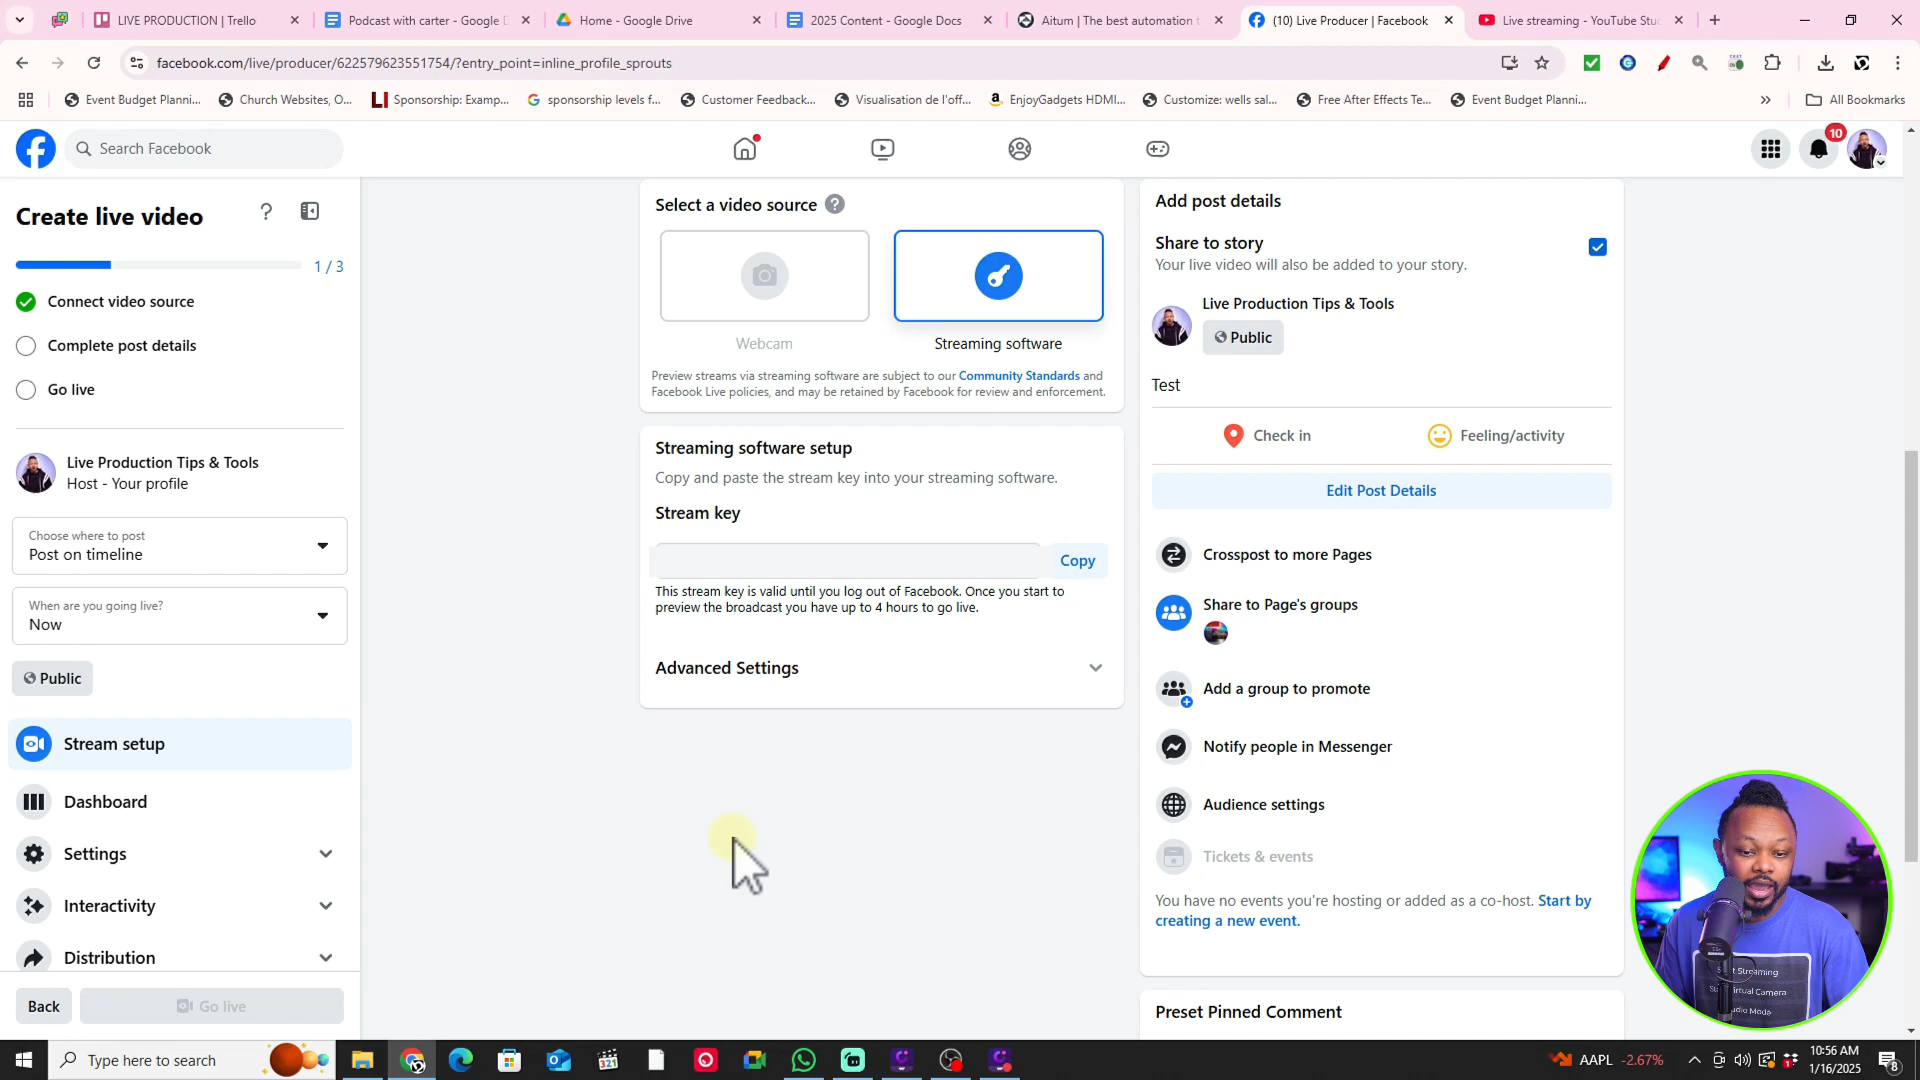 LIVE PRODUCTION | Trello
Podcast with carter - Google D
Home - Google Drive
2025 Content - Google Docs
Aitum | The best automation t
(10) Live Producer | Facebook
Live streaming - YouTube Stu
facebook.com/live/producer/622579623551754/?entry_point=inline_profile_sprouts
Event Budget Planni...
Church Websites, O...
Sponsorship: Examp...
sponsorship levels f...
Customer Feedback...
Visualisation de l'off...
EnjoyGadgets HDMI...
Customize: wells sal...
Free After Effects Te...
Event Budget Planni...
All Bookmarks
Search Facebook
10
Create live video
1 / 3
Connect video source
Complete post details
Go live
Live Production Tips & Tools
Host - Your profile
Choose where to post
Post on timeline
When are you going live?
Now
Public
Stream setup
Dashboard
Settings
Interactivity
Distribution
Back
Go live
Select a video source
Webcam
Streaming software
Preview streams via streaming software are subject to our Community Standards and
Facebook Live policies, and may be retained by Facebook for review and enforcement.
Streaming software setup
Copy and paste the stream key into your streaming software.
Stream key
Copy
This stream key is valid until you log out of Facebook. Once you start to
preview the broadcast you have up to 4 hours to go live.
Advanced Settings
Add post details
Share to story
Your live video will also be added to your story.
Live Production Tips & Tools
Public
Test
Check in
Feeling/activity
Edit Post Details
Crosspost to more Pages
Share to Page's groups
Add a group to promote
Notify people in Messenger
Audience settings
Tickets & events
You have no events you're hosting or added as a co-host. Start by
creating a new event.
Preset Pinned Comment
Streaming
Virtual Camera
Mode
Type here to search
AAPL -2.67%
10:56 AM
1/16/2025
8